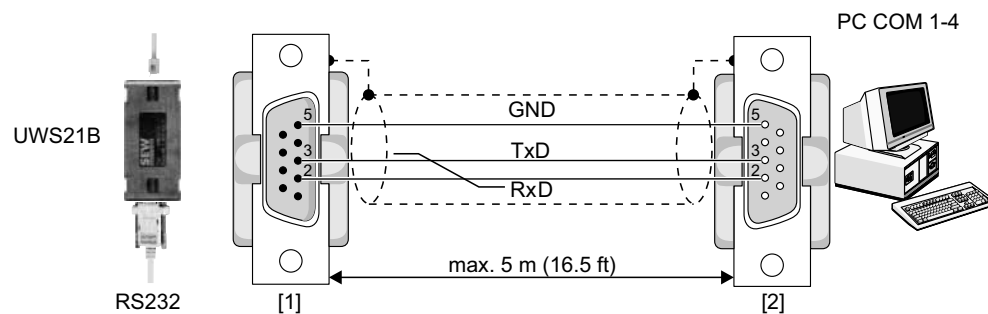 PC COM 1-4
UWS21B
SEW
RS232
5
3
2
GND
TxD
RxD
5
3
2
max. 5 m (16.5 ft)
[1]
[2]